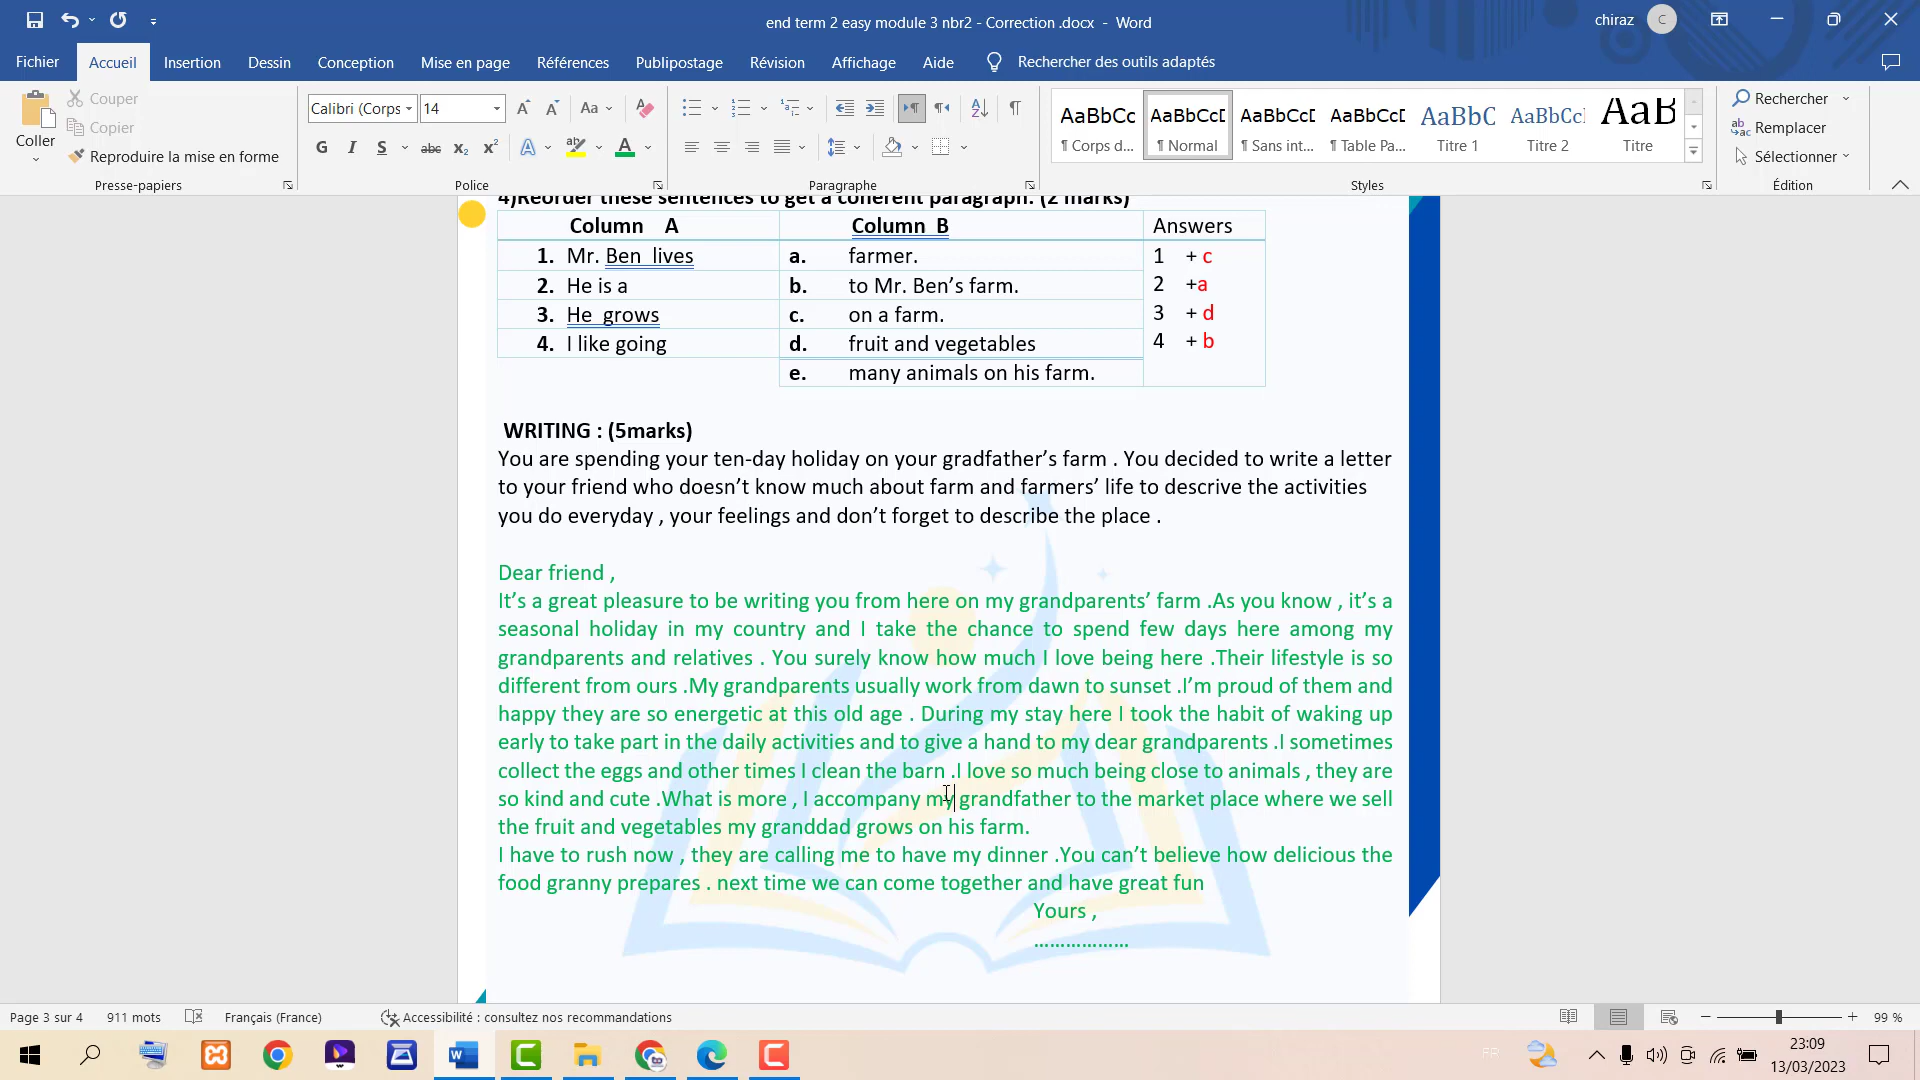 end term 2 easy module 3 nbr2 - Correction .docx - Word
chiraz
C
Fichier
Accueil
Insertion
Dessin
Conception
Mise en page
Références
Publipostage
Révision
Affichage
Aide
Rechercher des outils adaptés
Coller
Couper
Copier
Reproduire la mise en forme
Presse-papiers
Calibri (Corps
14
Police
Paragraphe
AaBbCc
¶ Corps d...
AaBbCcD
¶ Normal
AaBbCcD
¶ Sans int...
AaBbCcD
¶ Table Pa...
AaBbC
Titre 1
AaBbCcl
Titre 2
AaB
Titre
Styles
Rechercher
Remplacer
Sélectionner
Édition
4)Reorder these sentences to get a coherent paragraph. (2 marks)
Column A
Column B
Answers
1. Mr. Ben lives
a. farmer.
1 + c
2. He is a
b. to Mr. Ben’s farm.
2 +a
3. He grows
c. on a farm.
3 + d
4. I like going
d. fruit and vegetables
4 + b
e. many animals on his farm.
WRITING : (5marks)
You are spending your ten-day holiday on your gradfather’s farm . You decided to write a letter
to your friend who doesn’t know much about farm and farmers’ life to descrive the activities
you do everyday , your feelings and don’t forget to describe the place .
Dear friend ,
It’s a great pleasure to be writing you from here on my grandparents’ farm .As you know , it’s a
seasonal holiday in my country and I take the chance to spend few days here among my
grandparents and relatives . You surely know how much I love being here .Their lifestyle is so
different from ours .My grandparents usually work from dawn to sunset .I’m proud of them and
happy they are so energetic at this old age . During my stay here I took the habit of waking up
early to take part in the daily activities and to give a hand to my dear grandparents .I sometimes
collect the eggs and other times I clean the barn .I love so much being close to animals , they are
so kind and cute .What is more , I accompany my grandfather to the market place where we sell
the fruit and vegetables my granddad grows on his farm.
I have to rush now , they are calling me to have my dinner .You can’t believe how delicious the
food granny prepares . next time we can come together and have great fun
Yours ,
..................
Page 3 sur 4
911 mots
Français (France)
Accessibilité : consultez nos recommandations
99 %
FR
23:09
13/03/2023